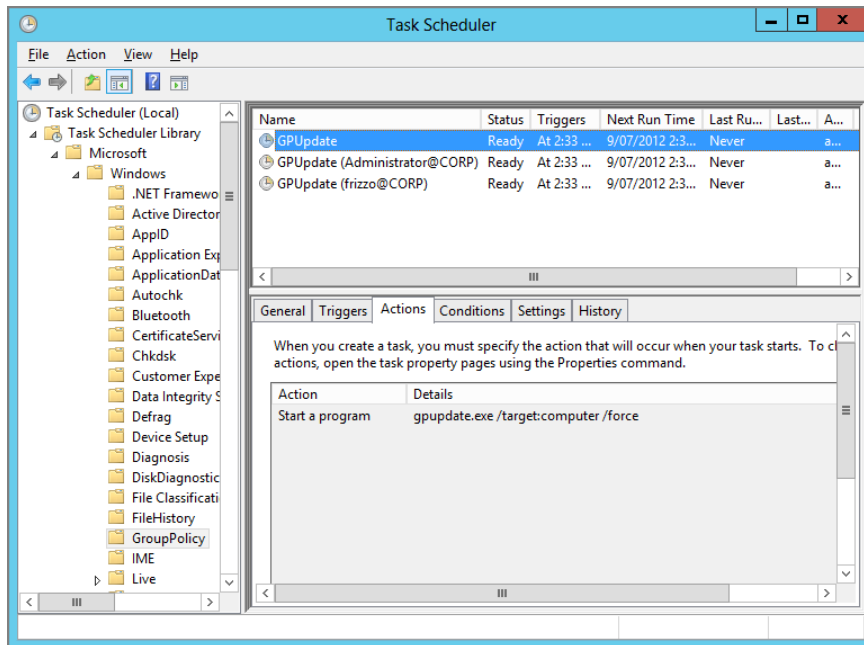 Task Scheduler
File Action View Help
Task Scheduler (Local)
Task Scheduler Library
Microsoft
Windows
.NET Framewo
Active Director
AppID
Application Exp
ApplicationDat
Autochk
Bluetooth
CertificateServi
Chkdsk
Customer Expe
Data Integrity S
Defrag
Device Setup
Diagnosis
DiskDiagnostic
File Classificati
FileHistory
GroupPolicy
IME
Live
Name Status Triggers Next Run Time Last Ru... Last... A...
GPUpdate Ready At 2:33 ... 9/07/2012 2:3... Never a...
GPUpdate (Administrator@CORP) Ready At 2:33 ... 9/07/2012 2:3... Never a...
GPUpdate (frizzo@CORP) Ready At 2:33 ... 9/07/2012 2:3... Never a...
General Triggers Actions Conditions Settings History
When you create a task, you must specify the action that will occur when your task starts. To ch
actions, open the task property pages using the Properties command.
Action Details
Start a program gpupdate.exe /target:computer /force